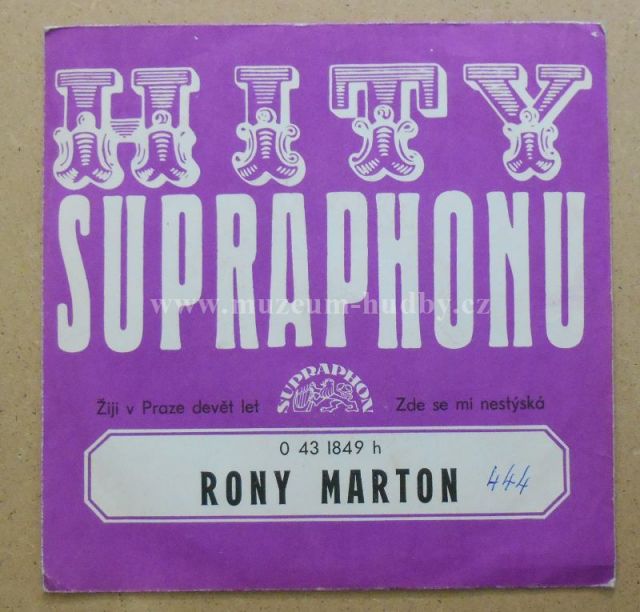 HITY
SUPRAPHONU
www.muzeum-hudby.cz
Žiji v Praze devět let SUPRAPHON Zde se mi nestýská
0 43 1849 h
RONY MARTON 444